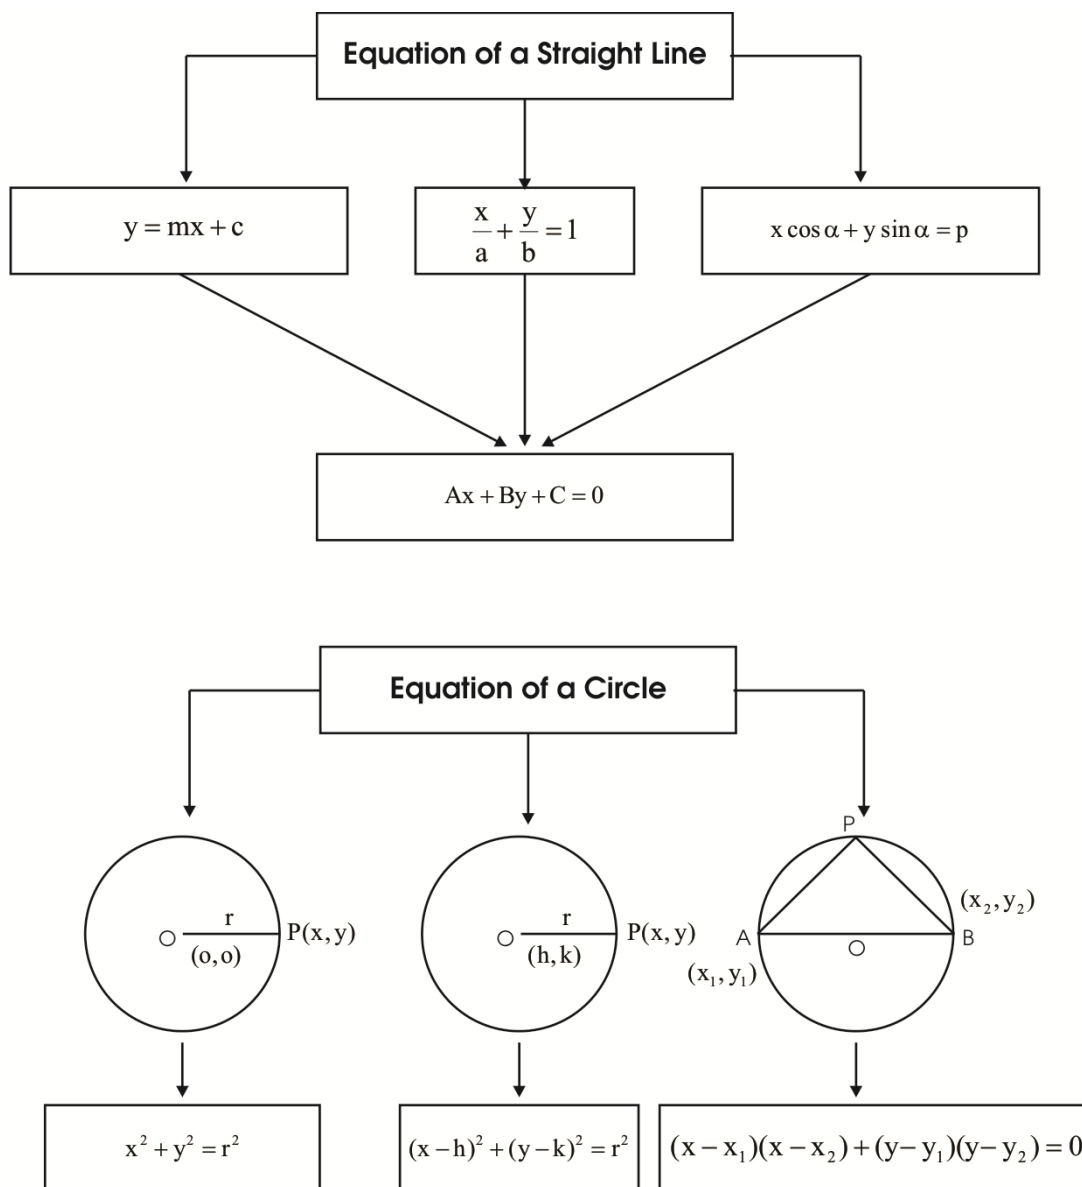 Equation of a Straight Line
y = mx + c
x/a + y/b = 1
x cos α + y sin α = p
Ax + By + C = 0
Equation of a Circle
r
O
(o, o)
P(x, y)
r
O
(h, k)
P(x, y)
P
(x₂, y₂)
A
B
O
(x₁, y₁)
x² + y² = r²
(x – h)² + (y – k)² = r²
(x – x₁)(x – x₂) + (y – y₁)(y – y₂) = 0